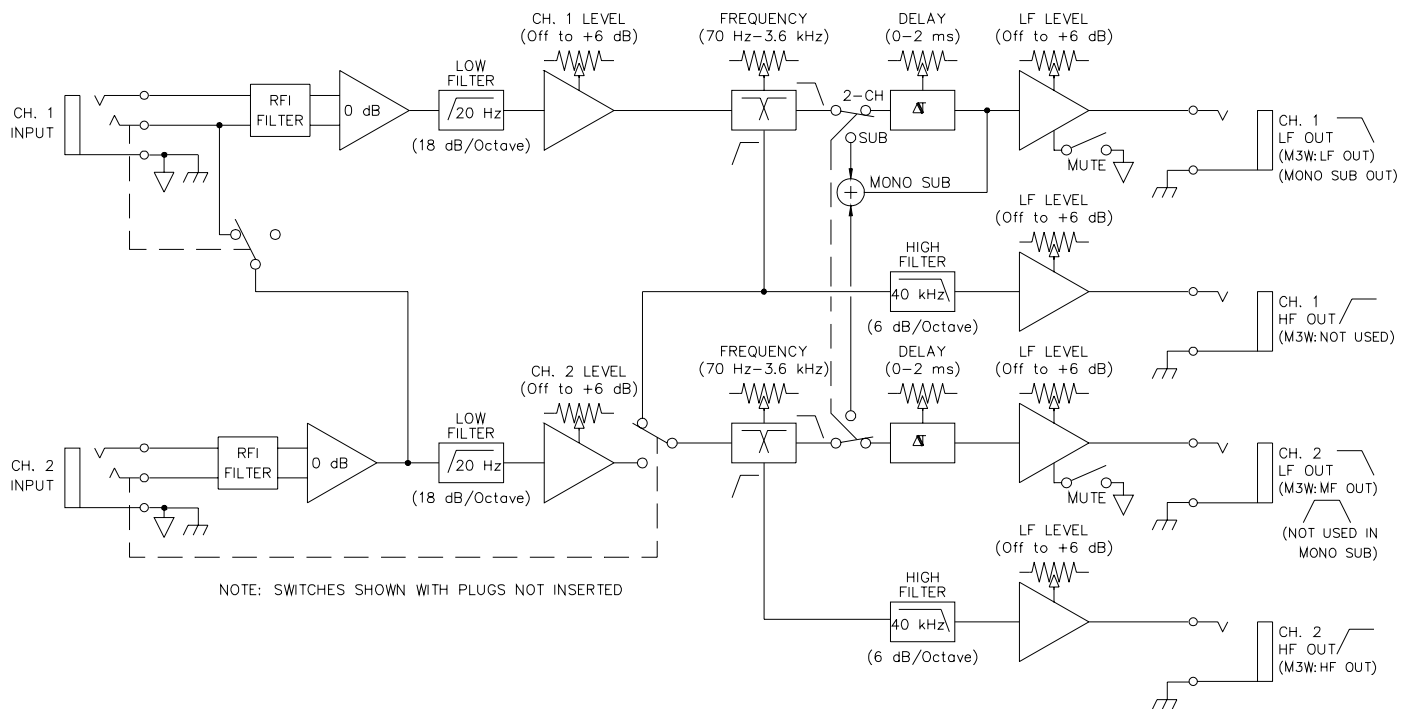 CH. 1
INPUT
RFI
FILTER
0 dB
LOW
FILTER
20 Hz
(18 dB/Octave)
CH. 1 LEVEL
(Off to +6 dB)
FREQUENCY
(70 Hz–3.6 kHz)
2-CH
SUB
MONO SUB
DELAY
(0–2 ms)
LF LEVEL
(Off to +6 dB)
MUTE
CH. 1
LF OUT
(M3W: LF OUT)
(MONO SUB OUT)
HIGH
FILTER
40 kHz
(6 dB/Octave)
LF LEVEL
(Off to +6 dB)
CH. 1
HF OUT
(M3W: NOT USED)
CH. 2
INPUT
RFI
FILTER
0 dB
LOW
FILTER
20 Hz
(18 dB/Octave)
CH. 2 LEVEL
(Off to +6 dB)
FREQUENCY
(70 Hz–3.6 kHz)
DELAY
(0–2 ms)
LF LEVEL
(Off to +6 dB)
MUTE
CH. 2
LF OUT
(M3W: MF OUT)
(NOT USED IN
MONO SUB)
HIGH
FILTER
40 kHz
(6 dB/Octave)
LF LEVEL
(Off to +6 dB)
CH. 2
HF OUT
(M3W: HF OUT)
NOTE: SWITCHES SHOWN WITH PLUGS NOT INSERTED